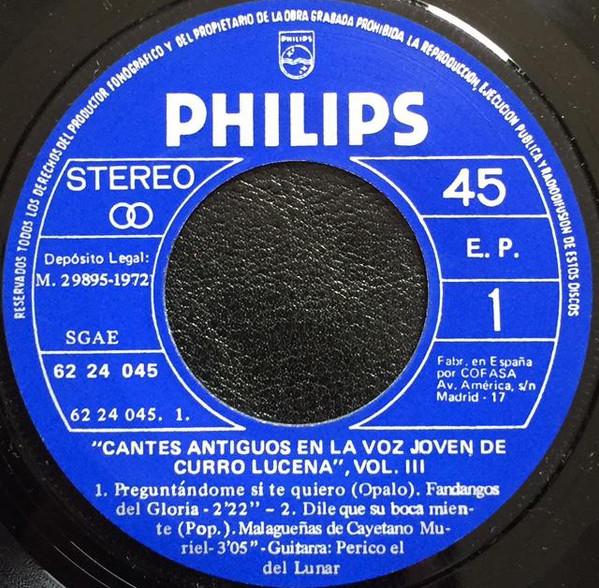 RESERVADOS TODOS LOS DERECHOS DEL PRODUCTOR FONOGRAFICO Y DEL PROPIETARIO DE LA OBRA GRABADA PROHIBIDA LA REPRODUCCION, EJECUCION PUBLICA Y RADIODIFUSION DE ESTOS DISCOS
PHILIPS
PHILIPS
STEREO
Depósito Legal:
M. 29895-1972
SGAE
62 24 045
62 24 045. 1.
45
E. P.
1
Fabr. en España
por COFASA
Av. América, s/n
Madrid - 17
"CANTES ANTIGUOS EN LA VOZ JOVEN DE
CURRO LUCENA", VOL. III
1. Preguntándome si te quiero (Opalo). Fandangos
del Gloria - 2'22" - 2. Dile que su boca mien-
te (Pop.). Malagueñas de Cayetano Mu-
riel-3'05"-Guitarra: Perico el
del Lunar